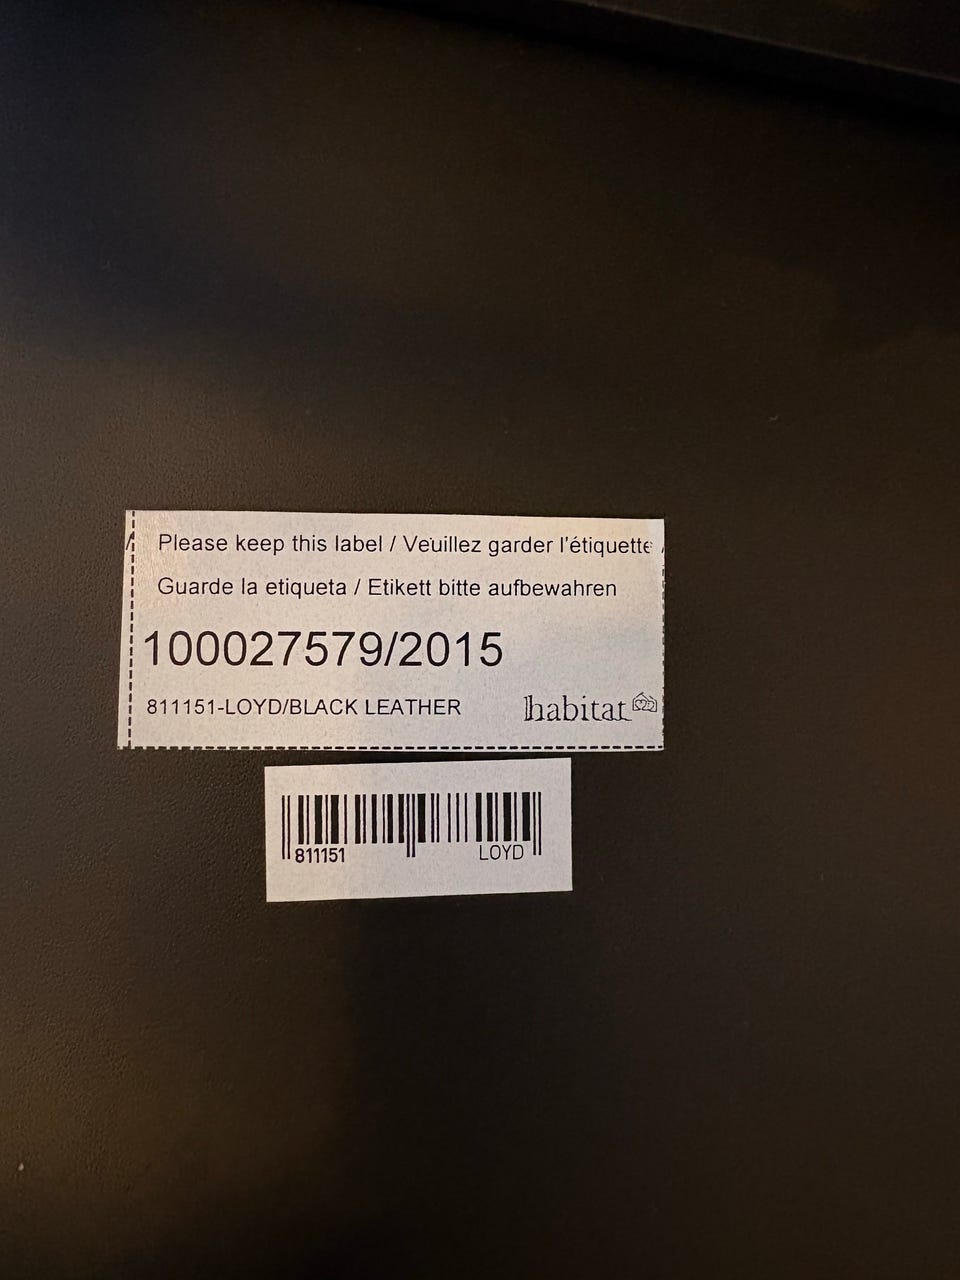 Please keep this label / Veuillez garder l'étiquette /
Guarde la etiqueta / Etikett bitte aufbewahren
100027579/2015
811151-LOYD/BLACK LEATHER
habitat
811151 LOYD